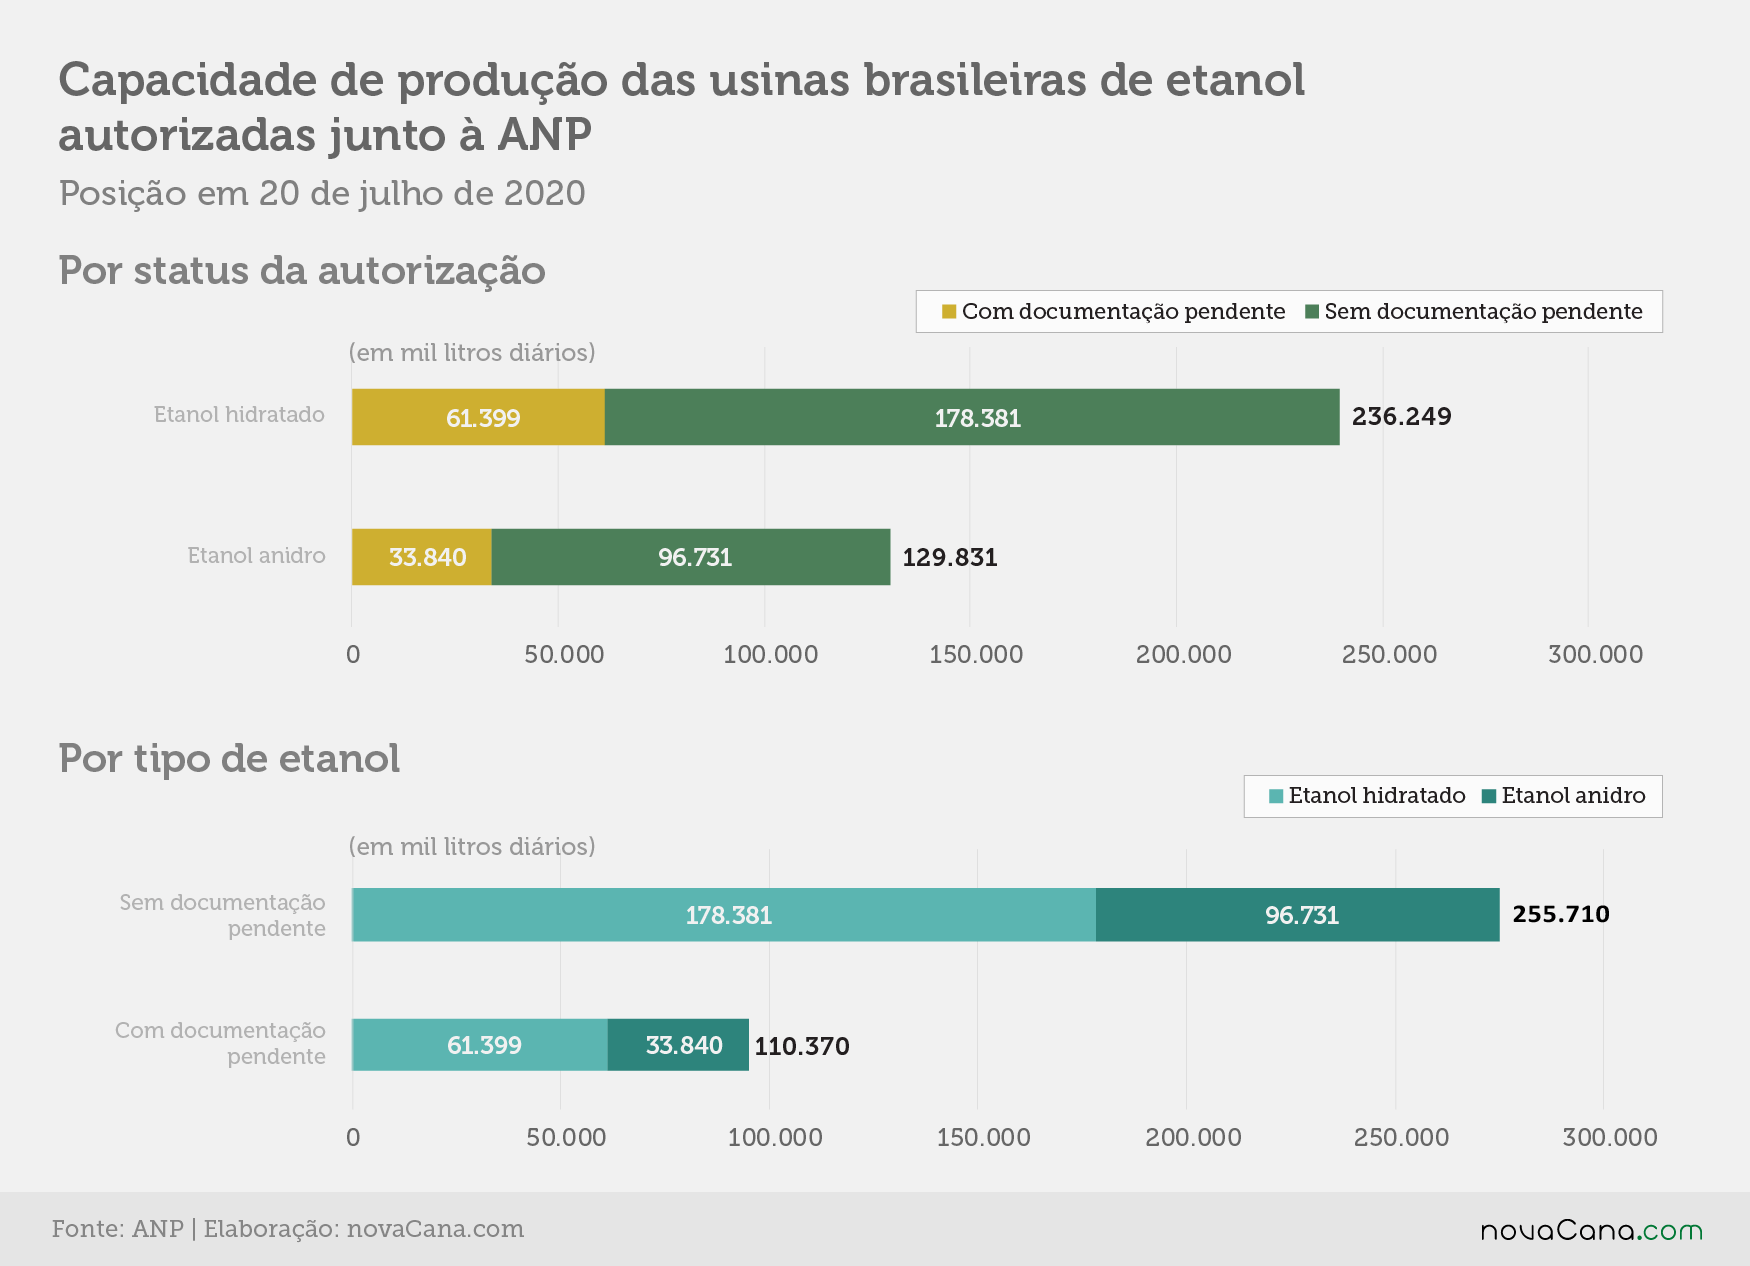 Capacidade de produção das usinas brasileiras de etanol
autorizadas junto à ANP
Posição em 20 de julho de 2020
Por status da autorização
Com documentação pendente Sem documentação pendente
(em mil litros diários)
Etanol hidratado 61.399 178.381 236.249
Etanol anidro 33.840 96.731 129.831
0 50.000 100.000 150.000 200.000 250.000 300.000
Por tipo de etanol
Etanol hidratado Etanol anidro
(em mil litros diários)
Sem documentação
pendente
178.381 96.731 255.710
Com documentação
pendente
61.399 33.840 110.370
0 50.000 100.000 150.000 200.000 250.000 300.000
Fonte: ANP | Elaboração: novaCana.com
novaCana.com